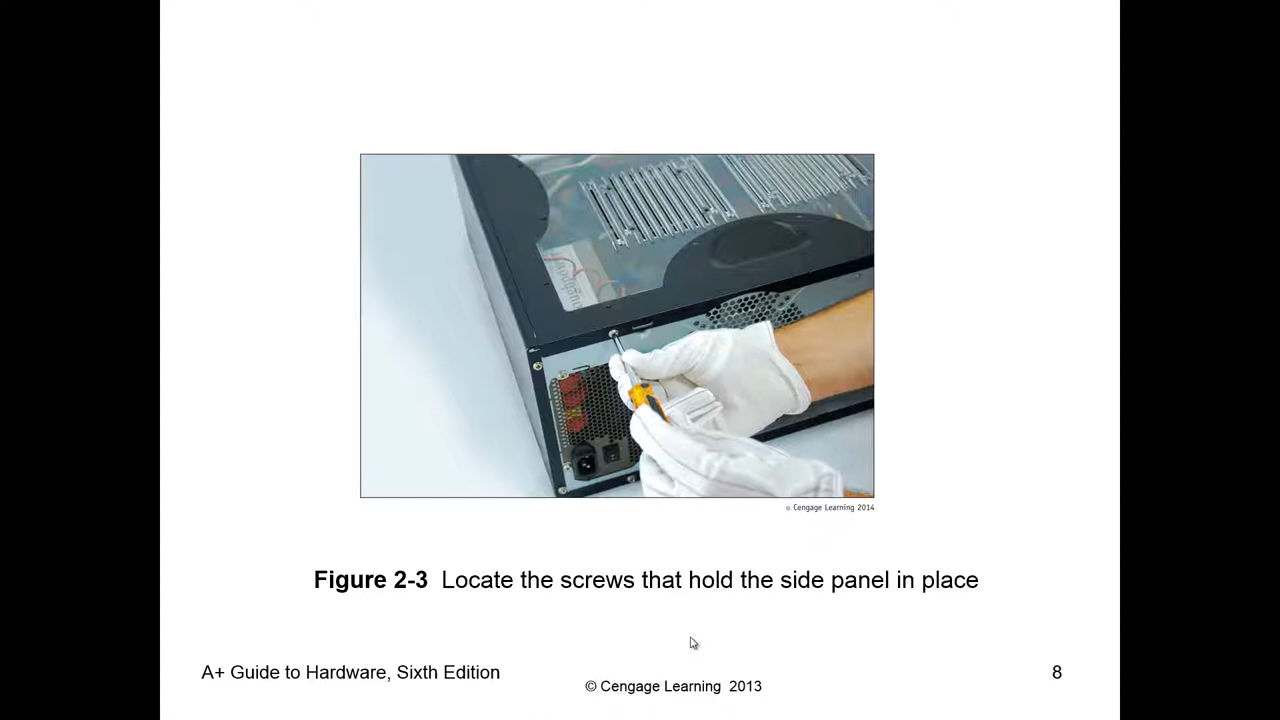 © Cengage Learning 2014
Figure 2-3 Locate the screws that hold the side panel in place
A+ Guide to Hardware, Sixth Edition
© Cengage Learning 2013
8